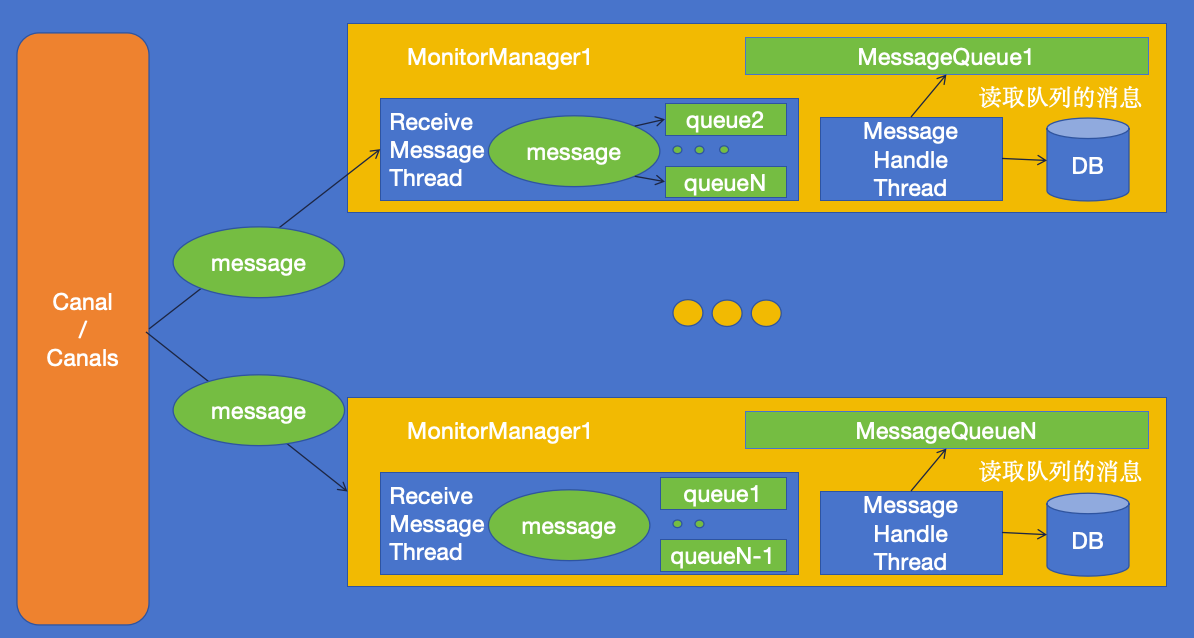 Canal
/
Canals
message
message
MonitorManager1
MessageQueue1
读取队列的消息
Receive
Message
Thread
message
queue2
queueN
Message
Handle
Thread
DB
MonitorManager1
MessageQueueN
读取队列的消息
Receive
Message
Thread
message
queue1
queueN-1
Message
Handle
Thread
DB